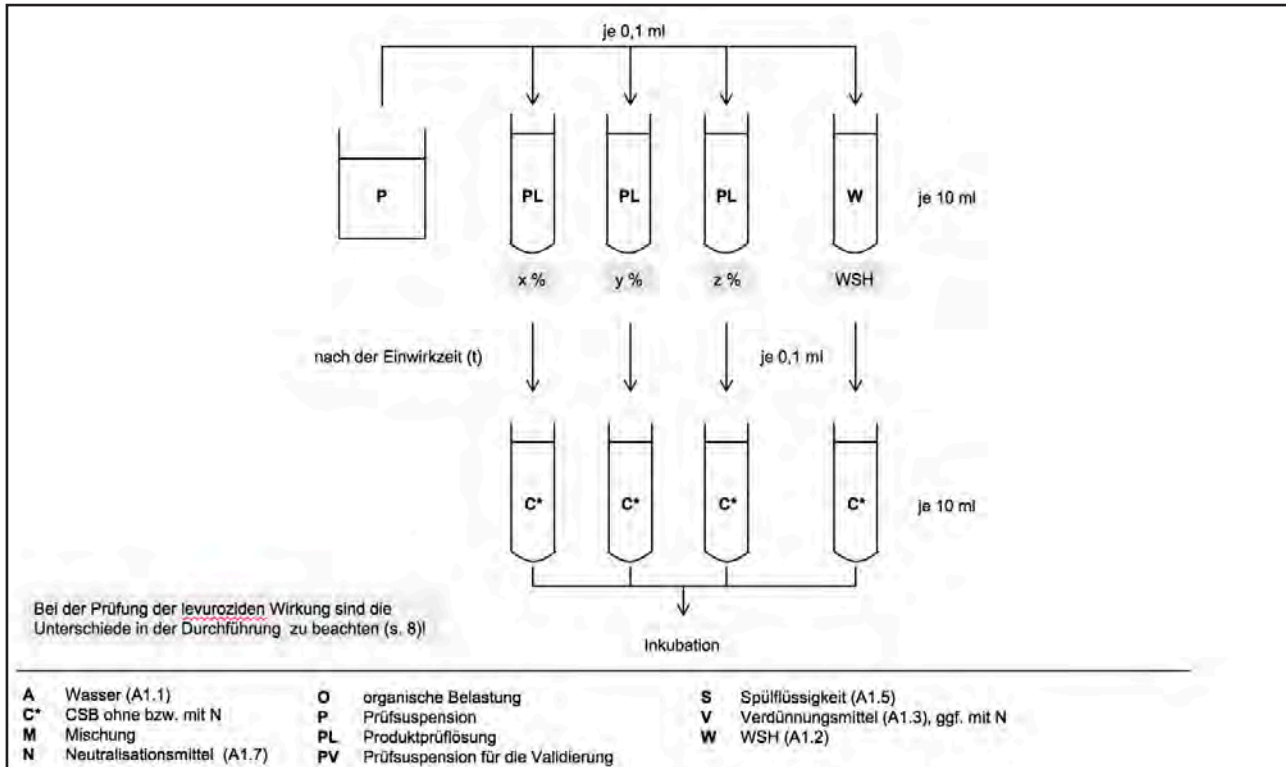 je 0,1 ml
P PL PL PL W je 10 ml
x % y % z % WSH
nach der Einwirkzeit (t) je 0,1 ml
C* C* C* C* je 10 ml
Bei der Prüfung der levuroziden Wirkung sind die
Unterschiede in der Durchführung zu beachten (s. 8)!
Inkubation
A Wasser (A1.1) O organische Belastung S Spülflüssigkeit (A1.5)
C* CSB ohne bzw. mit N P Prüfsuspension V Verdünnungsmittel (A1.3), ggf. mit N
M Mischung PL Produktprüflösung W WSH (A1.2)
N Neutralisationsmittel (A1.7) PV Prüfsuspension für die Validierung